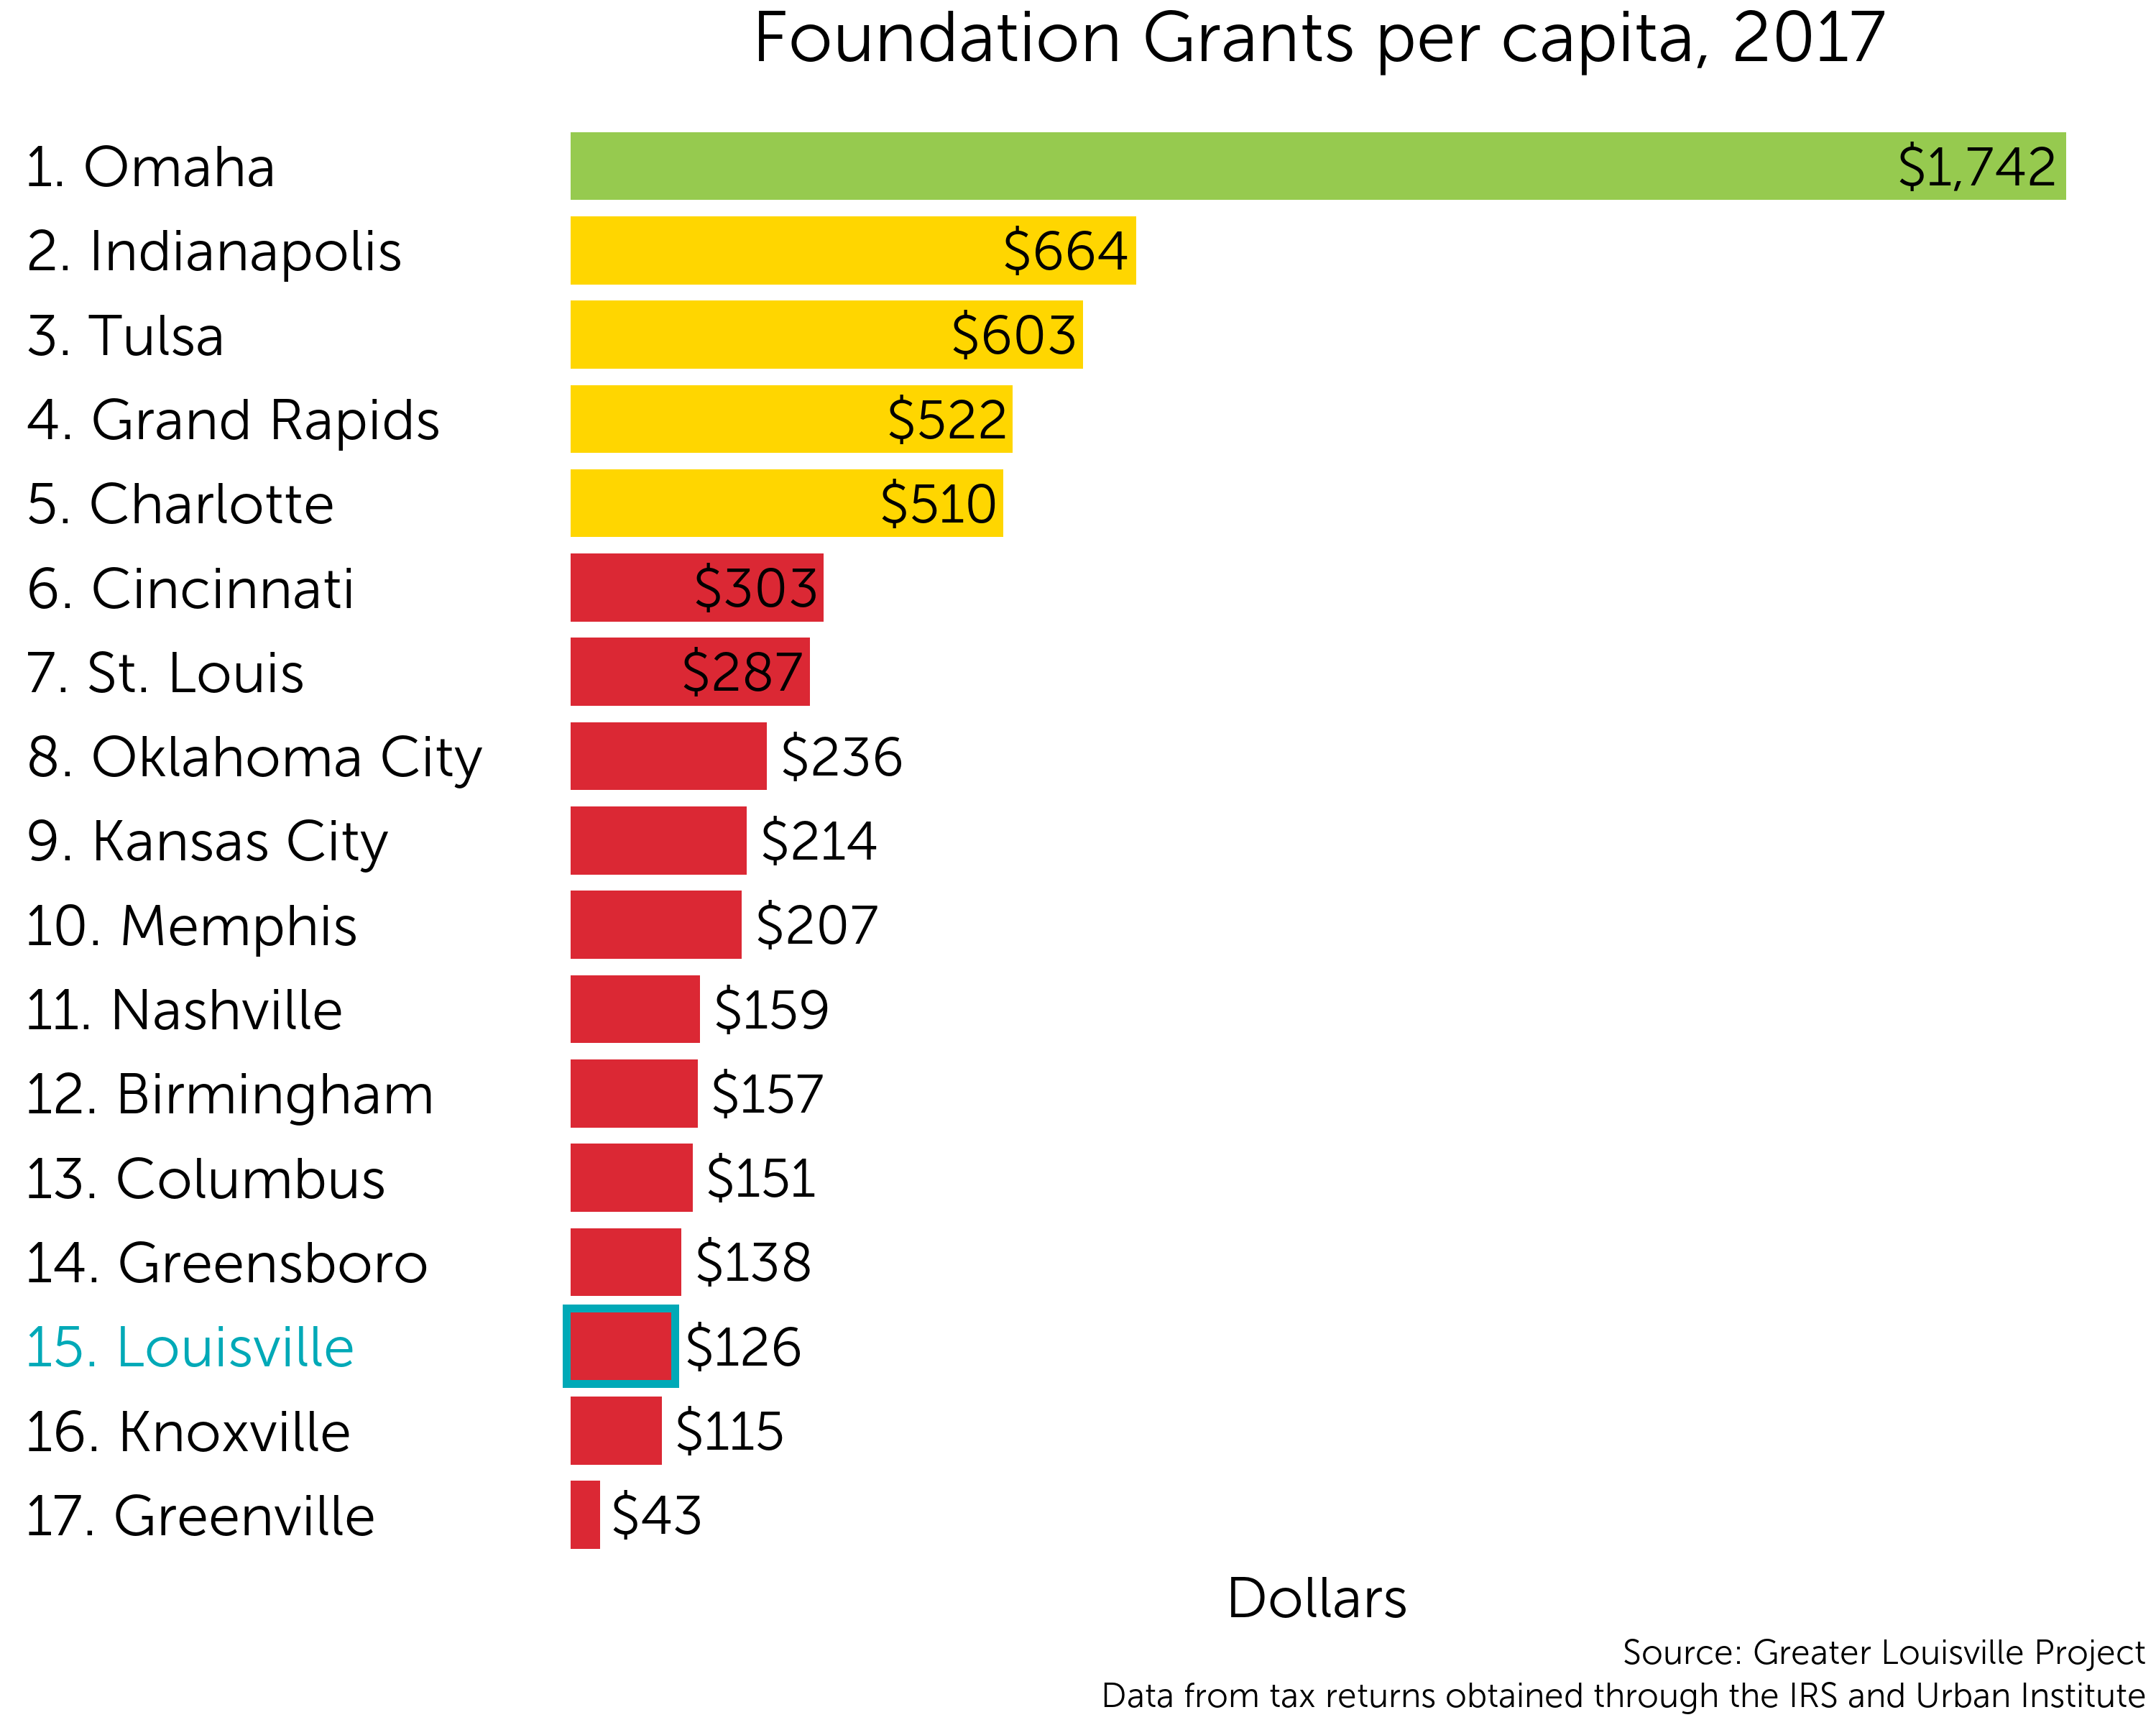 Foundation Grants per capita, 2017
1. Omaha $1,742
2. Indianapolis $664
3. Tulsa $603
4. Grand Rapids $522
5. Charlotte $510
6. Cincinnati $303
7. St. Louis $287
8. Oklahoma City $236
9. Kansas City $214
10. Memphis $207
11. Nashville $159
12. Birmingham $157
13. Columbus $151
14. Greensboro $138
15. Louisville $126
16. Knoxville $115
17. Greenville $43
Dollars
Source: Greater Louisville Project
Data from tax returns obtained through the IRS and Urban Institute